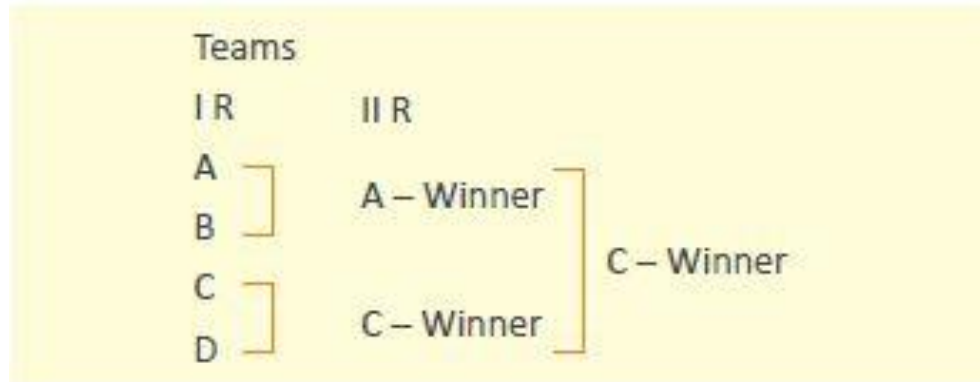 Teams
I R II R
A
A – Winner
B
C – Winner
C
C – Winner
D